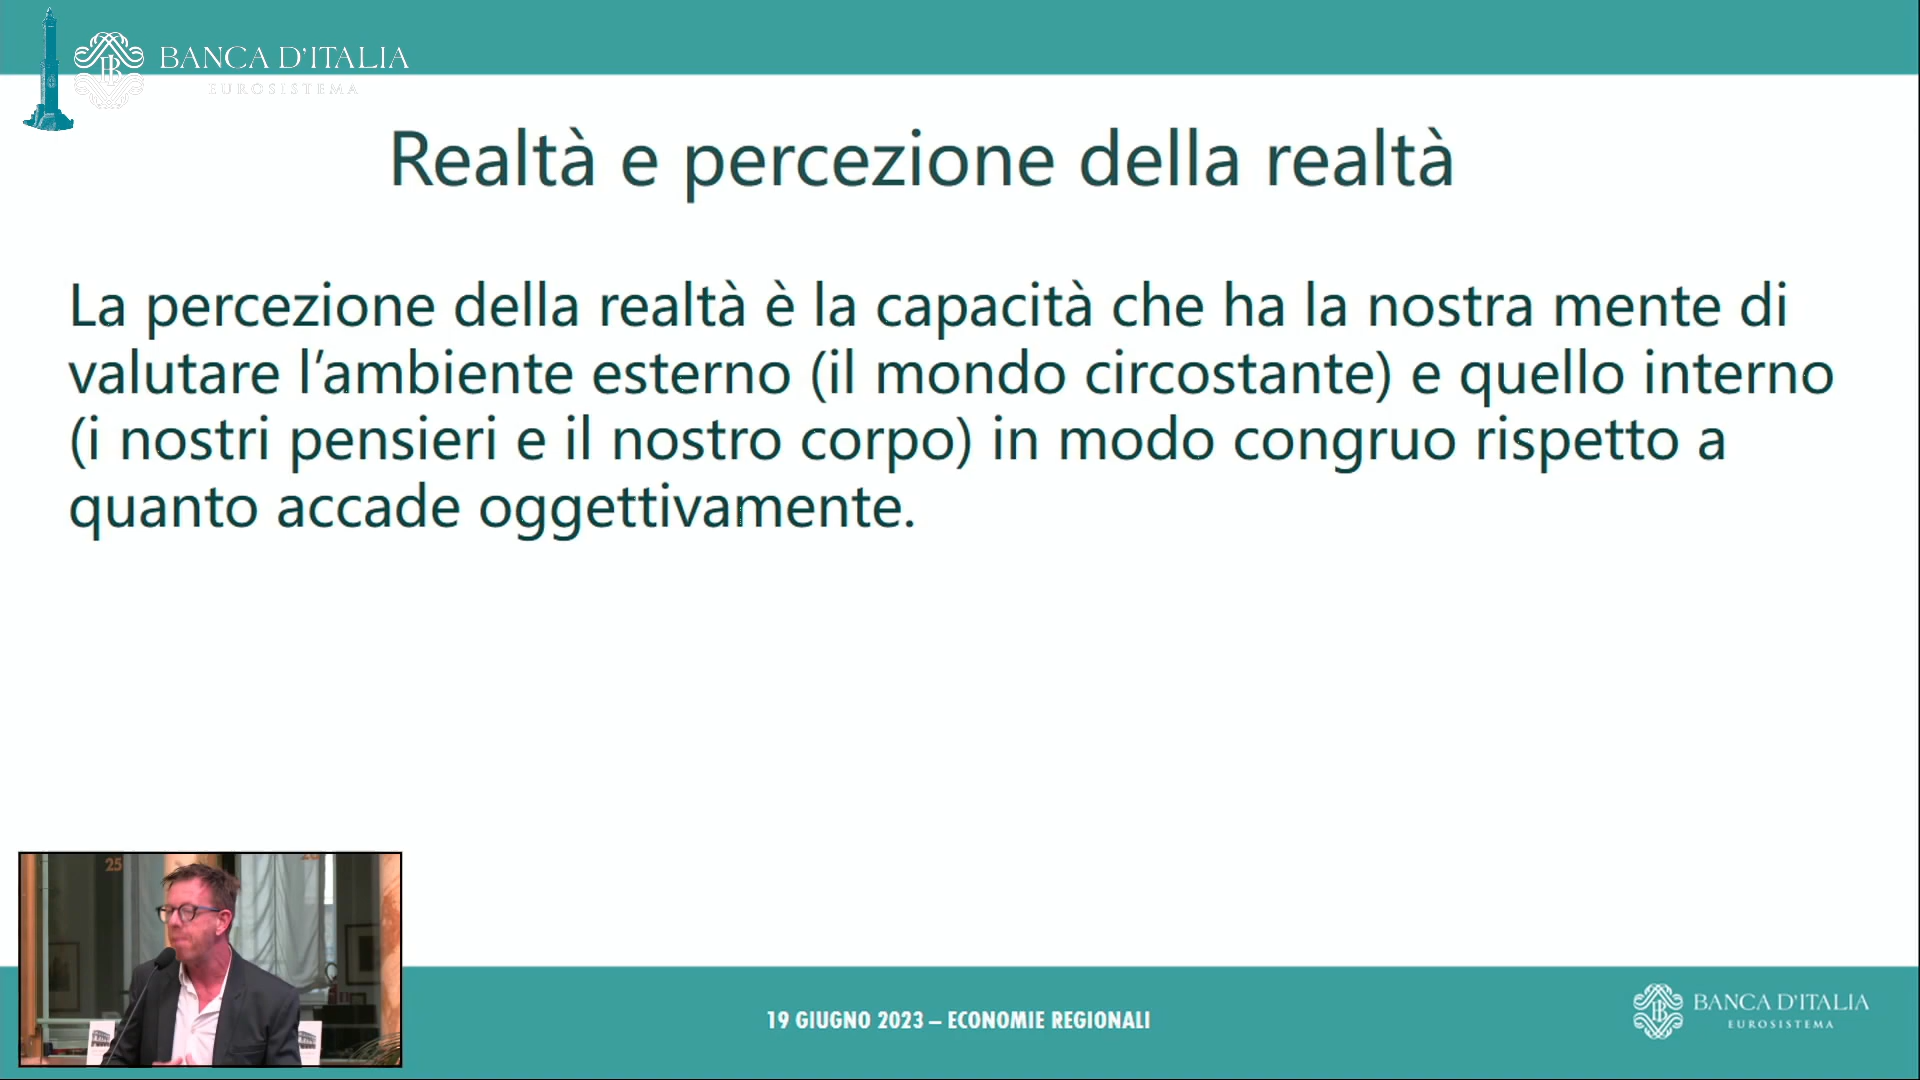 BANCA D'ITALIA
EUROSISTEMA
Realtà e percezione della realtà
La percezione della realtà è la capacità che ha la nostra mente di
valutare l’ambiente esterno (il mondo circostante) e quello interno
(i nostri pensieri e il nostro corpo) in modo congruo rispetto a
quanto accade oggettivamente.
25
19 GIUGNO 2023 – ECONOMIE REGIONALI
BANCA D'ITALIA
EUROSISTEMA